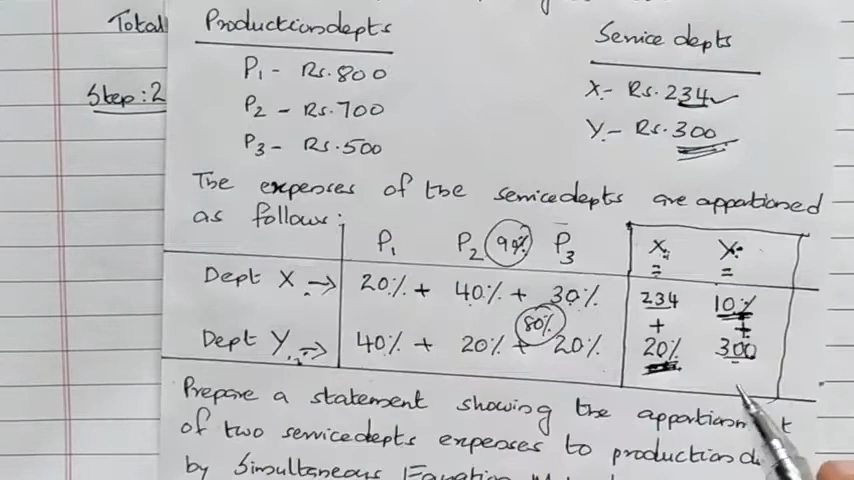 Total
Step:2
Production depts
Service depts
P₁ - Rs.800
X - Rs.234
P₂ - Rs.700
Y - Rs.300
P₃ - Rs.500
The expenses of the service depts are apportioned
as follows:
P₁ P₂ 90% P₃ X Y
Dept X → 20% + 40% + 30% 234 10%
80% + +
Dept Y → 40% + 20% + 20% 20% 300
Prepare a statement showing the apportionm t
of two service depts expenses to production d
by Simultaneous Equation